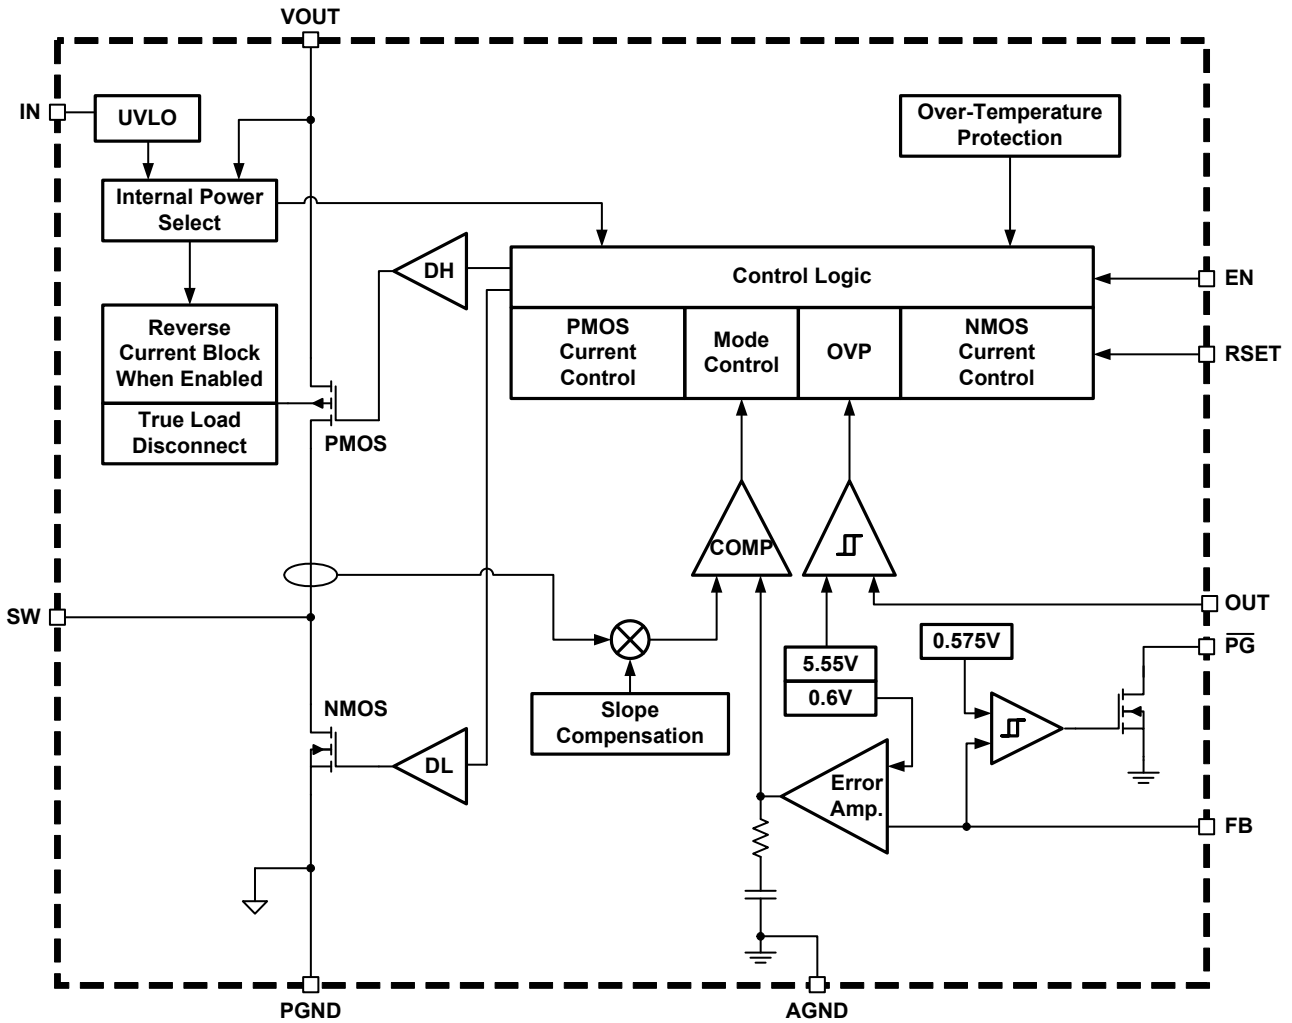 VOUT
IN
UVLO
Over-Temperature
Protection
Internal Power
Select
DH
Control Logic
EN
Reverse
Current Block
When Enabled
PMOS
Current
Control
Mode
Control
OVP
NMOS
Current
Control
RSET
True Load
Disconnect
PMOS
COMP
SW
OUT
0.575V
PG
5.55V
0.6V
NMOS
Slope
Compensation
DL
Error
Amp.
FB
PGND
AGND